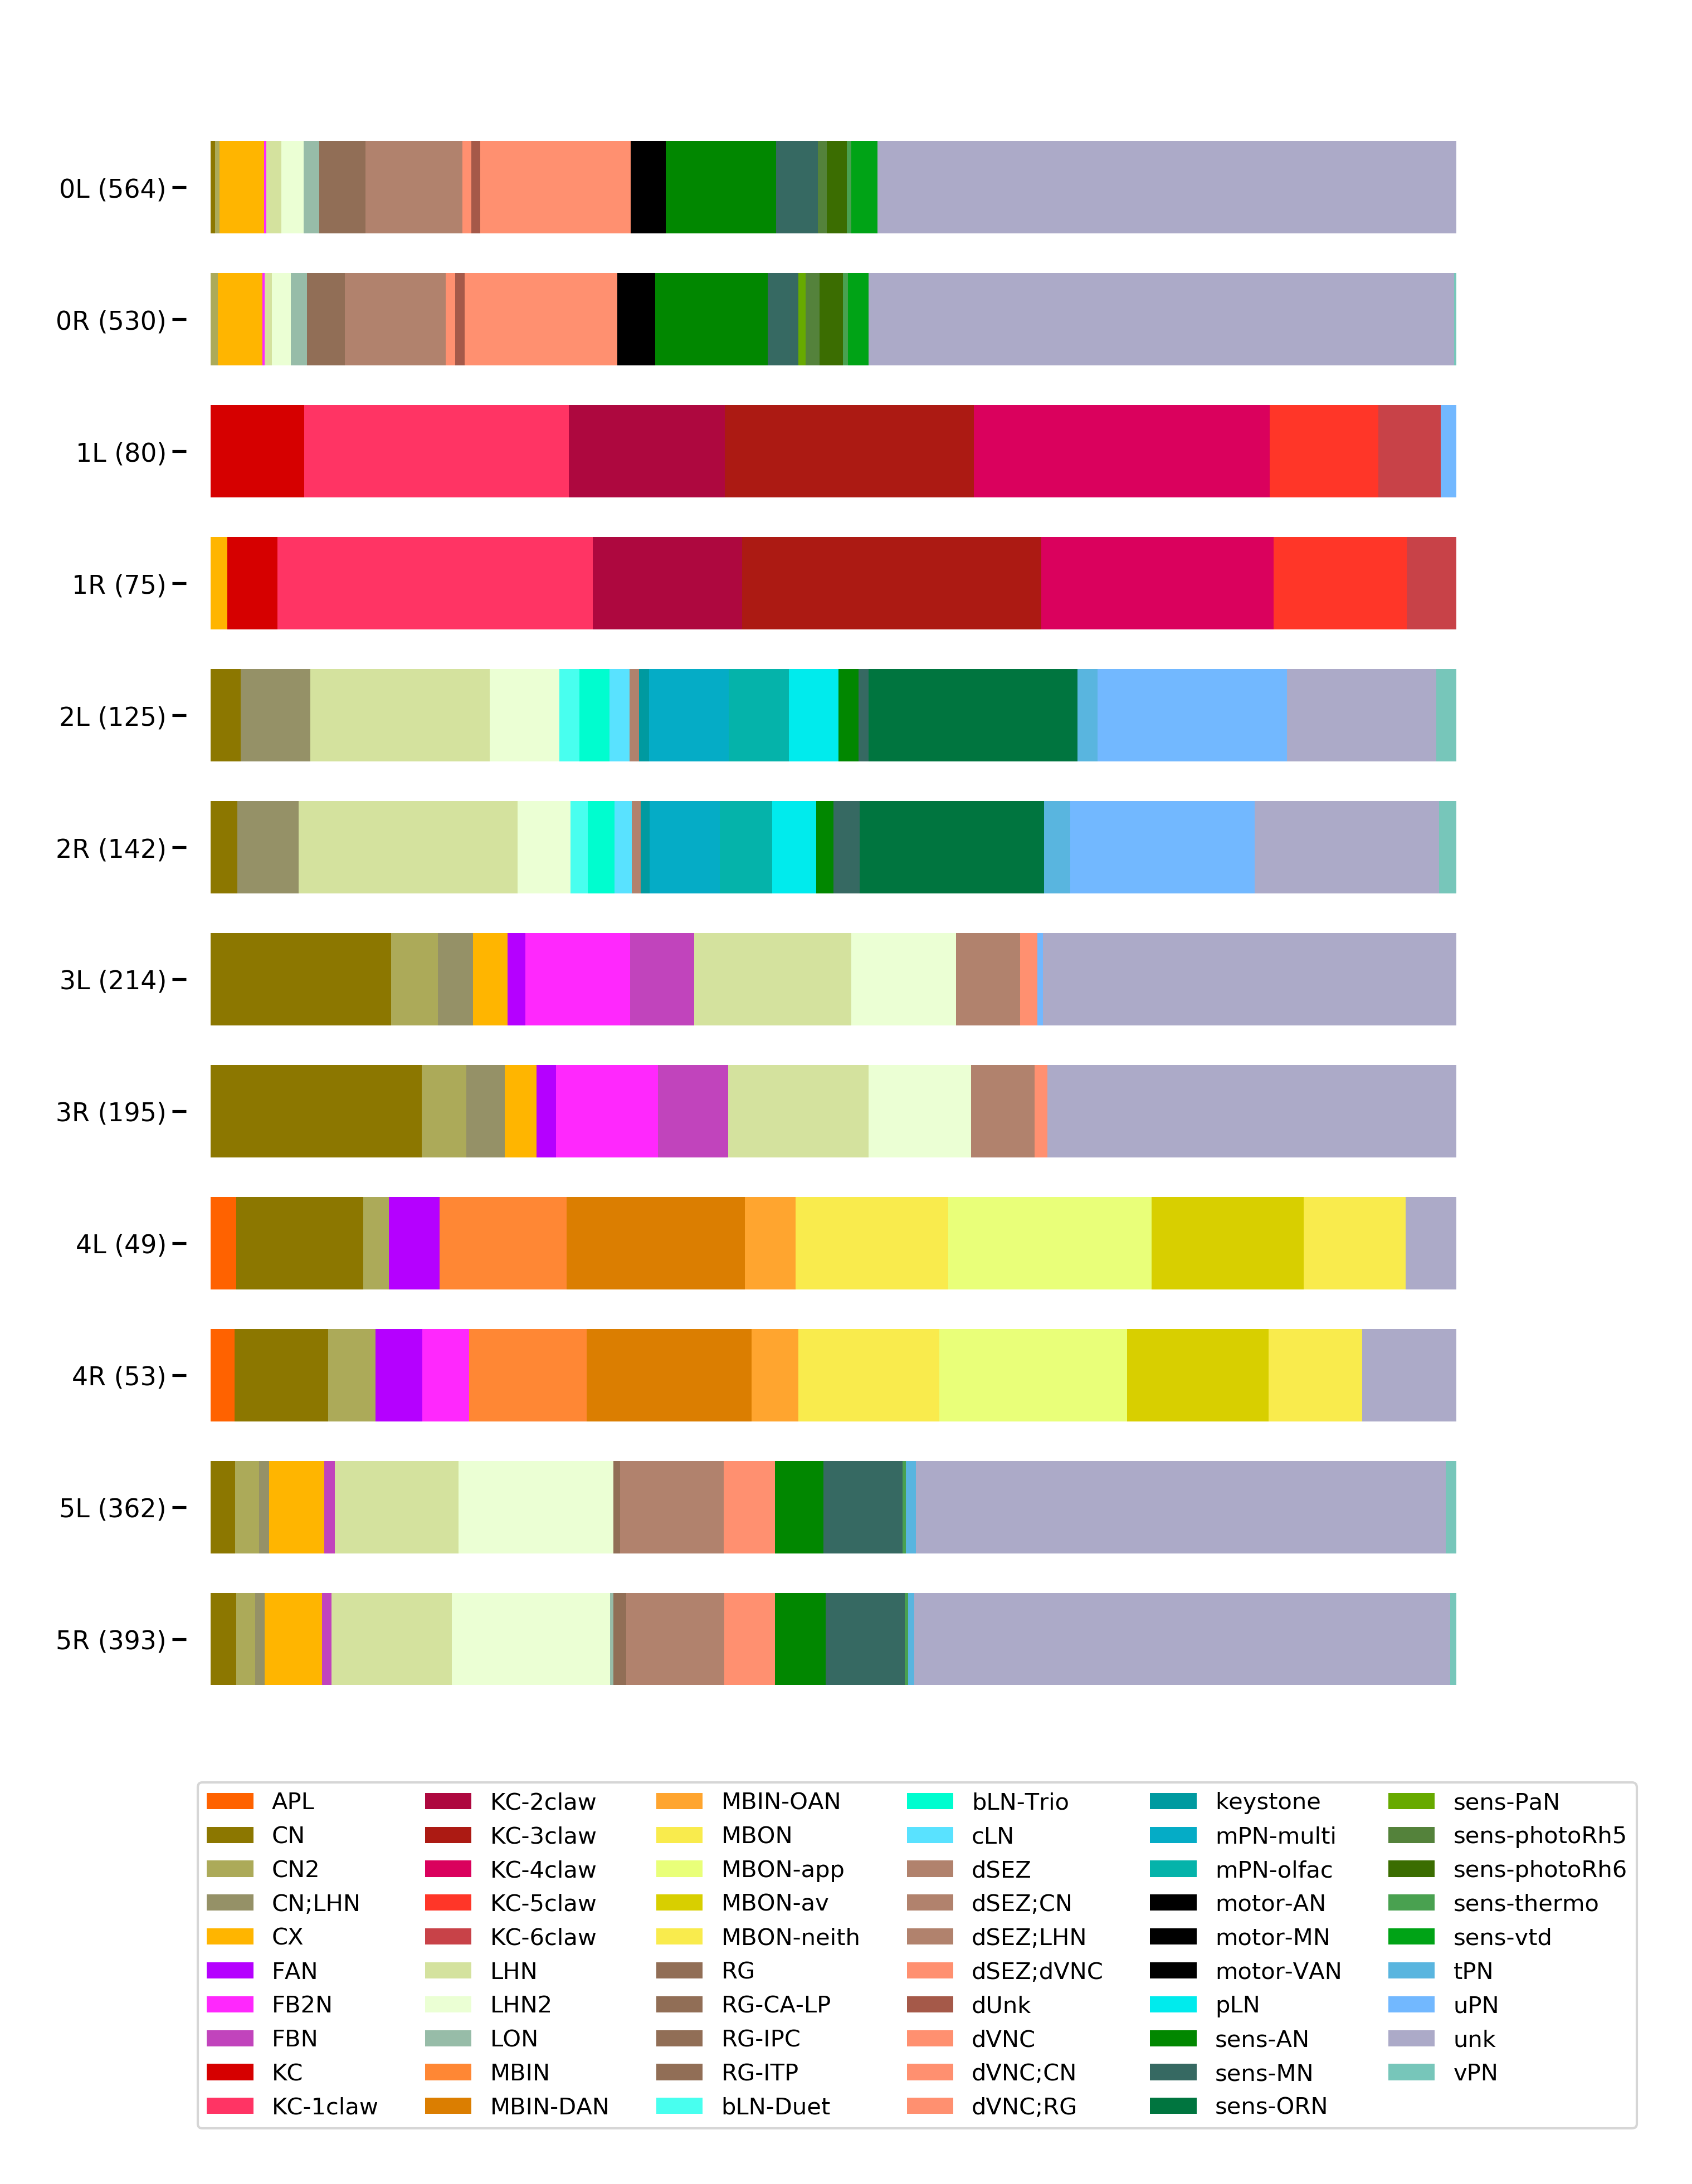 0L (564)
0R (530)
1L (80)
1R (75)
2L (125)
2R (142)
3L (214)
3R (195)
4L (49)
4R (53)
5L (362)
5R (393)
APL
CN
CN2
CN;LHN
CX
FAN
FB2N
FBN
KC
KC-1claw
KC-2claw
KC-3claw
KC-4claw
KC-5claw
KC-6claw
LHN
LHN2
LON
MBIN
MBIN-DAN
MBIN-OAN
MBON
MBON-app
MBON-av
MBON-neith
RG
RG-CA-LP
RG-IPC
RG-ITP
bLN-Duet
bLN-Trio
cLN
dSEZ
dSEZ;CN
dSEZ;LHN
dSEZ;dVNC
dUnk
dVNC
dVNC;CN
dVNC;RG
keystone
mPN-multi
mPN-olfac
motor-AN
motor-MN
motor-VAN
pLN
sens-AN
sens-MN
sens-ORN
sens-PaN
sens-photoRh5
sens-photoRh6
sens-thermo
sens-vtd
tPN
uPN
unk
vPN